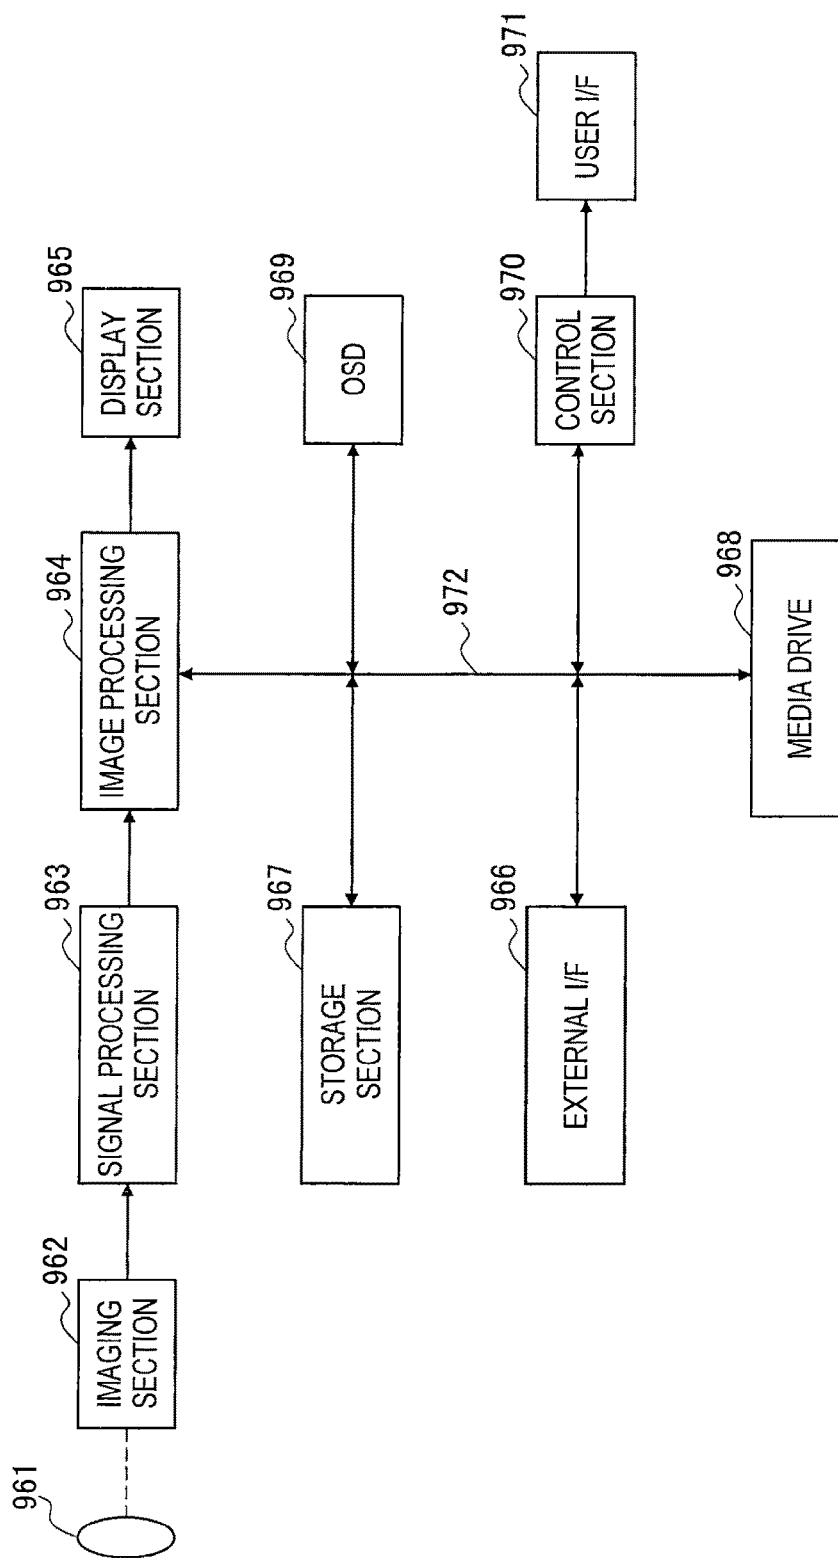 961
962
IMAGING
SECTION
963
SIGNAL PROCESSING
SECTION
964
IMAGE PROCESSING
SECTION
965
DISPLAY
SECTION
967
STORAGE
SECTION
969
OSD
972
966
EXTERNAL I/F
970
CONTROL
SECTION
971
USER I/F
968
MEDIA DRIVE